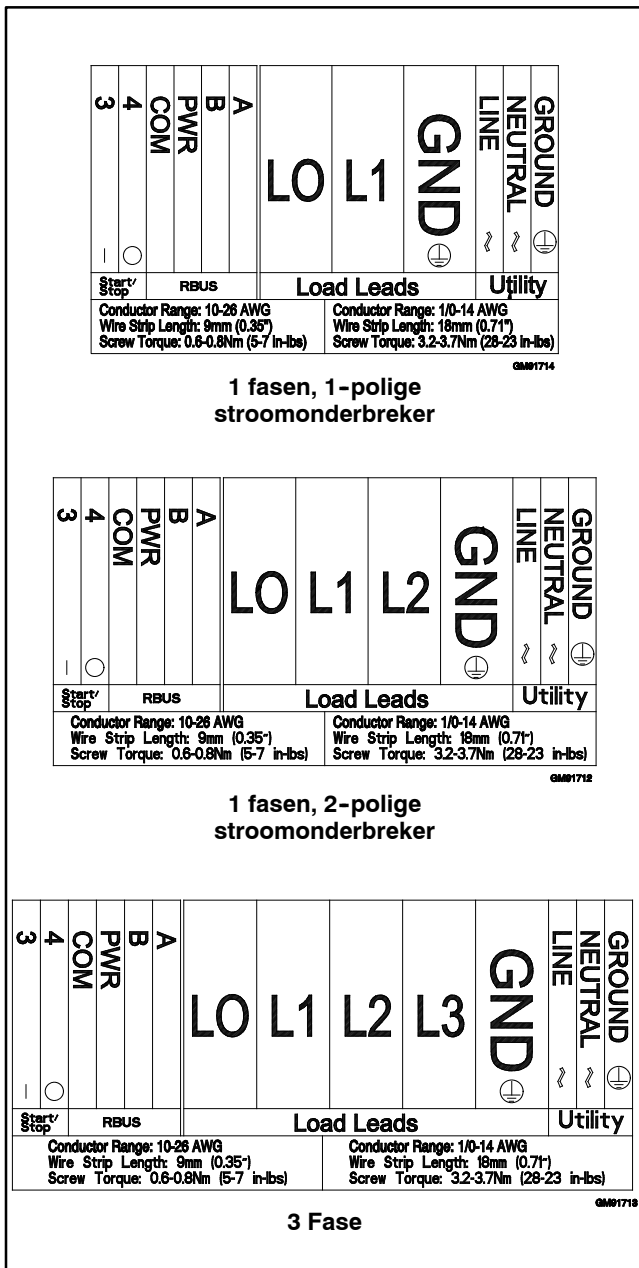 3 4 COM PWR B A L0 L1 GND LINE NEUTRAL GROUND
Start/ Stop RBUS Load Leads Utility
Conductor Range: 10-26 AWG
Wire Strip Length: 9mm (0.35")
Screw Torque: 0.6-0.8Nm (5-7 in-lbs)
Conductor Range: 1/0-14 AWG
Wire Strip Length: 18mm (0.71")
Screw Torque: 3.2-3.7Nm (28-23 in-lbs)
GM91714
1 fasen, 1-polige
stroomonderbreker
3 4 COM PWR B A L0 L1 L2 GND LINE NEUTRAL GROUND
Start/ Stop RBUS Load Leads Utility
Conductor Range: 10-26 AWG
Wire Strip Length: 9mm (0.35")
Screw Torque: 0.6-0.8Nm (5-7 in-lbs)
Conductor Range: 1/0-14 AWG
Wire Strip Length: 18mm (0.71")
Screw Torque: 3.2-3.7Nm (28-23 in-lbs)
GM91712
1 fasen, 2-polige
stroomonderbreker
3 4 COM PWR B A L0 L1 L2 L3 GND LINE NEUTRAL GROUND
Start/ Stop RBUS Load Leads Utility
Conductor Range: 10-26 AWG
Wire Strip Length: 9mm (0.35")
Screw Torque: 0.6-0.8Nm (5-7 in-lbs)
Conductor Range: 1/0-14 AWG
Wire Strip Length: 18mm (0.71")
Screw Torque: 3.2-3.7Nm (28-23 in-lbs)
GM91713
3 Fase